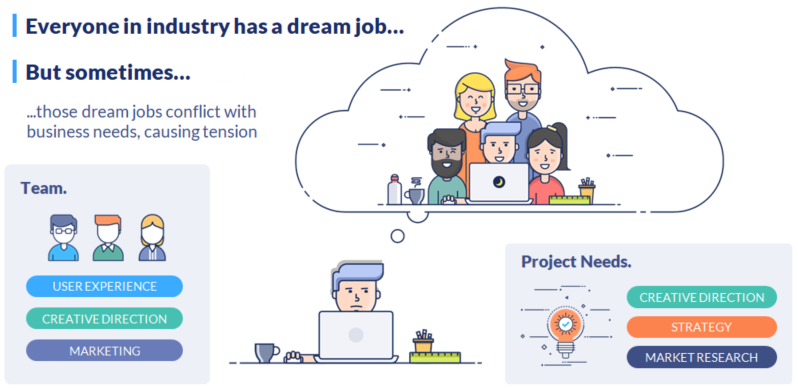 Everyone in industry has a dream job...
But sometimes...
...those dream jobs conflict with
business needs, causing tension
Team.
USER EXPERIENCE
CREATIVE DIRECTION
MARKETING
Project Needs.
CREATIVE DIRECTION
STRATEGY
MARKET RESEARCH